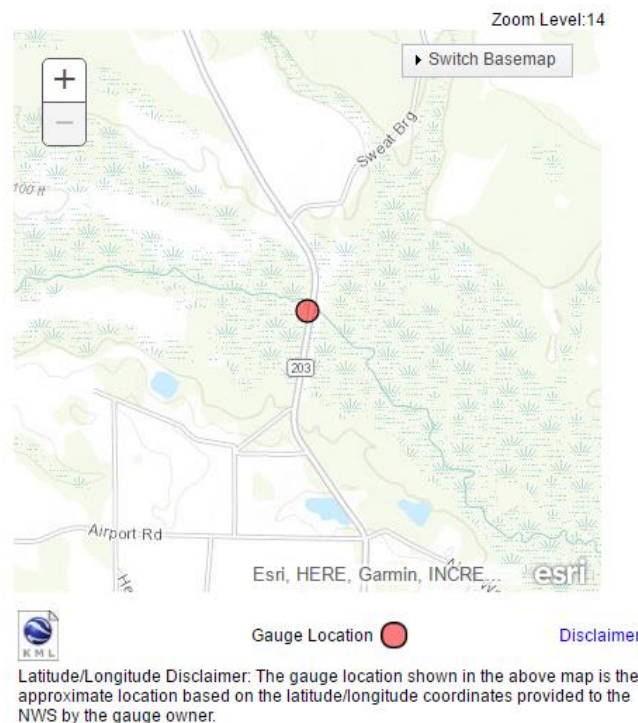 Zoom Level:14
Switch Basemap
+
Sweat Brg
−
100 ft
203
Airport Rd
He
Esri, HERE, Garmin, INCRE...
esri
KML
Gauge Location
Disclaimer
Latitude/Longitude Disclaimer: The gauge location shown in the above map is the
approximate location based on the latitude/longitude coordinates provided to the
NWS by the gauge owner.